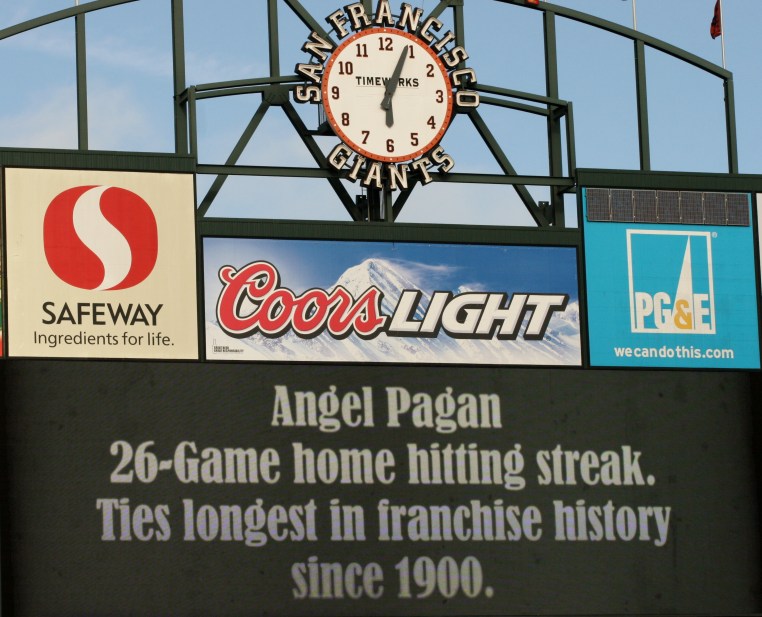 SAN FRANCISCO
11 12 1
10 2
TIMEWORKS
9 3
8 4
7 6 5
GIANTS
SAFEWAY
Ingredients for life.
Coors LIGHT
PG&E
wecandothis.com
Angel Pagan
26-Game home hitting streak.
Ties longest in franchise history
since 1900.